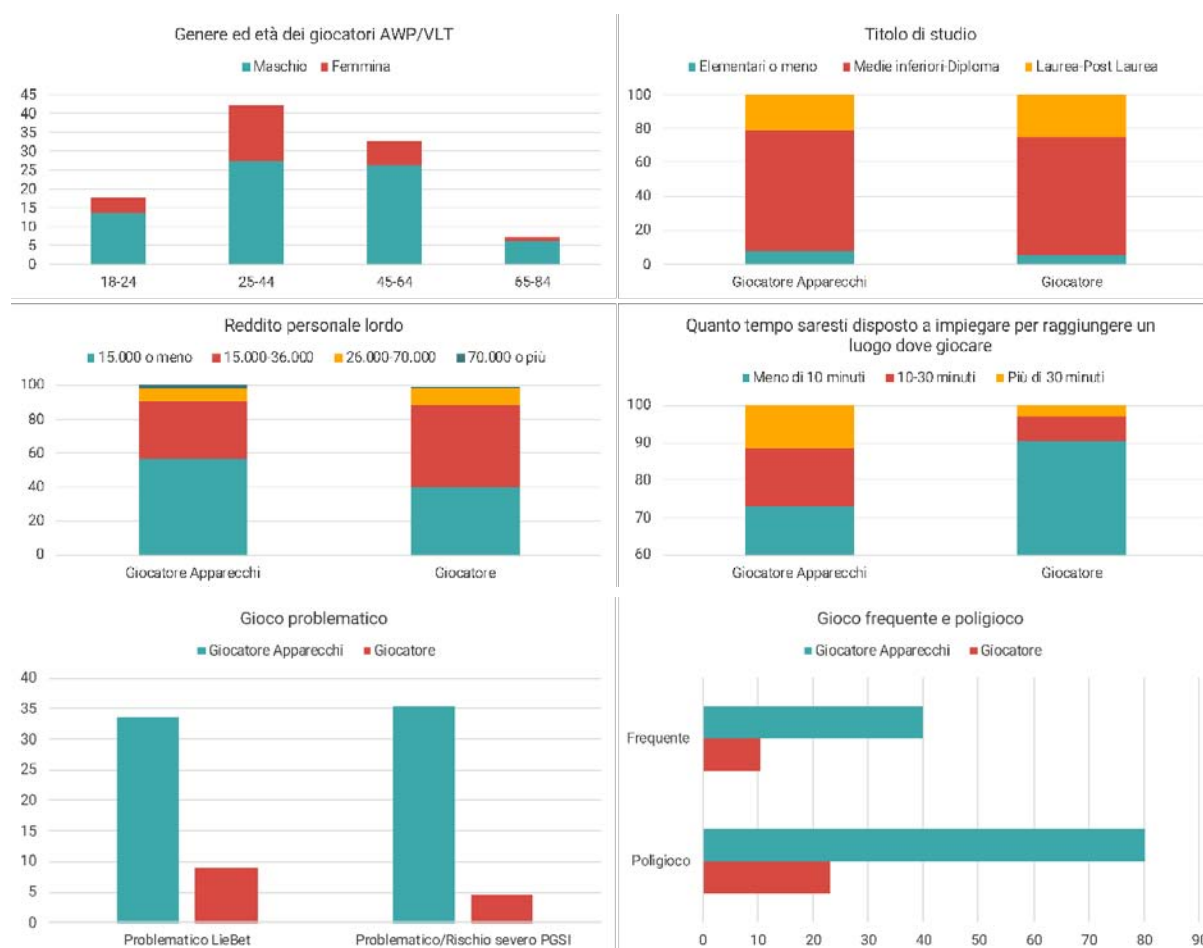 Genere ed età dei giocatori AWP/VLT
Maschio Femmina
45
40
35
30
25
20
15
10
5
0
18-24 25-44 45-64 65-84
Titolo di studio
Elementari o meno Medie inferiori-Diploma Laurea-Post Laurea
100
80
60
40
20
0
Giocatore Apparecchi Giocatore
Reddito personale lordo
15.000 o meno 15.000-36.000 26.000-70.000 70.000 o più
100
80
60
40
20
0
Giocatore Apparecchi Giocatore
Quanto tempo saresti disposto a impiegare per raggiungere un
luogo dove giocare
Meno di 10 minuti 10-30 minuti Più di 30 minuti
100
90
80
70
60
Giocatore Apparecchi Giocatore
Gioco problematico
Giocatore Apparecchi Giocatore
40
35
30
25
20
15
10
5
0
Problematico LieBet Problematico/Rischio severo PGSI
Gioco frequente e poligioco
Giocatore Apparecchi Giocatore
Frequente
Poligioco
0 10 20 30 40 50 60 70 80 90